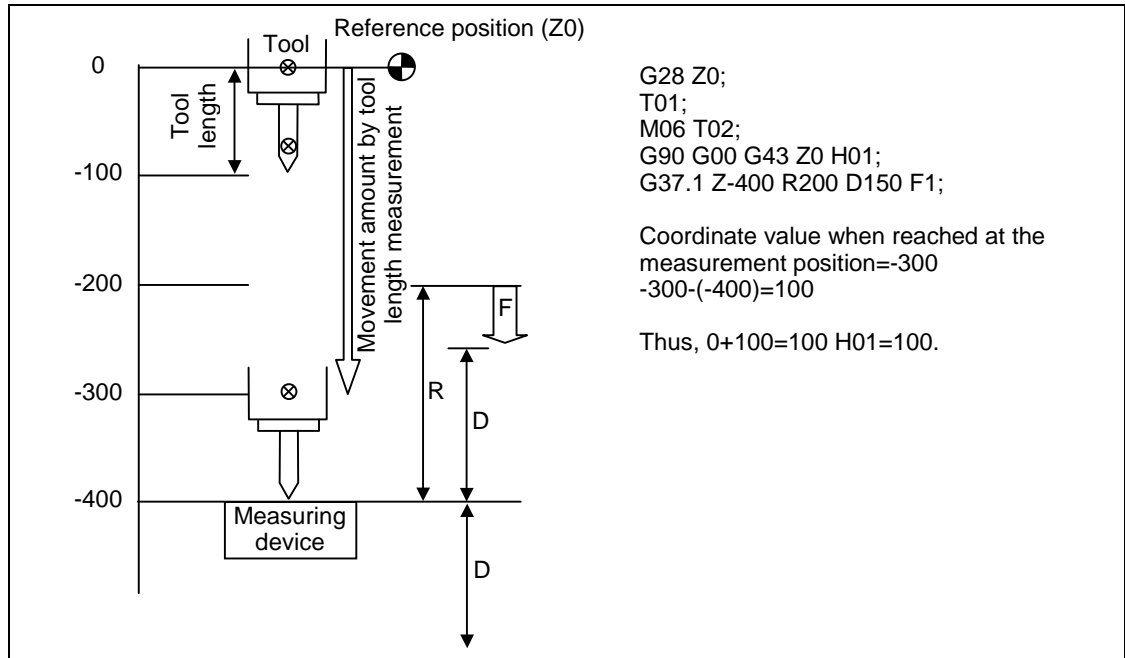 Reference position (Z0)
Tool
0
-100
-200
-300
-400
Tool
length
Movement amount by tool
length measurement
F
R
D
D
Measuring
device
G28 Z0;
T01;
M06 T02;
G90 G00 G43 Z0 H01;
G37.1 Z-400 R200 D150 F1;
Coordinate value when reached at the
measurement position=-300
-300-(-400)=100
Thus, 0+100=100 H01=100.